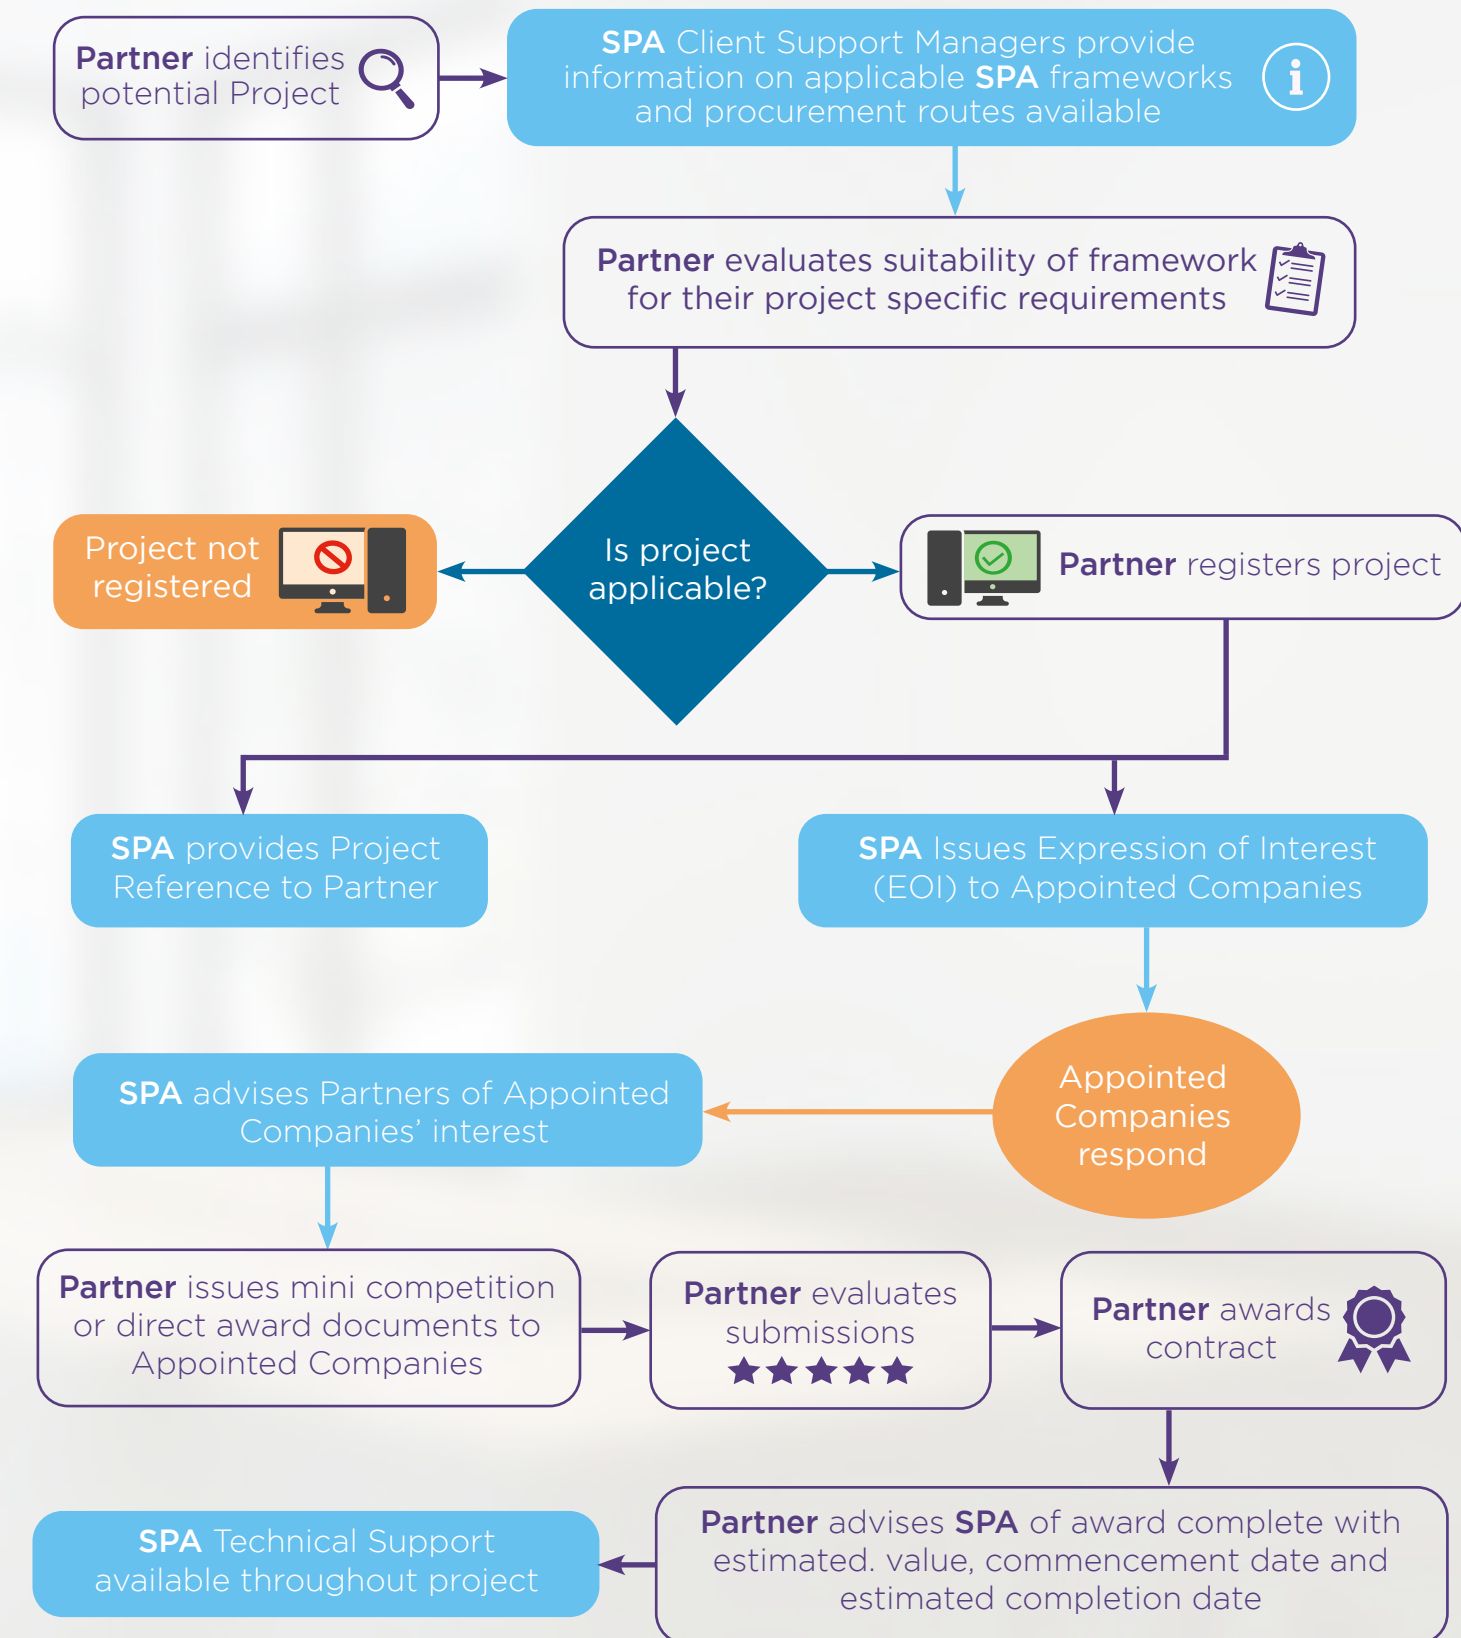 Partner identifies
potential Project
SPA Client Support Managers provide
information on applicable SPA frameworks
and procurement routes available
Partner evaluates suitability of framework
for their project specific requirements
Is project
applicable?
Project not
registered
Partner registers project
SPA provides Project
Reference to Partner
SPA Issues Expression of Interest
(EOI) to Appointed Companies
Appointed
Companies
respond
SPA advises Partners of Appointed
Companies’ interest
Partner issues mini competition
or direct award documents to
Appointed Companies
Partner evaluates
submissions
Partner awards
contract
Partner advises SPA of award complete with
estimated. value, commencement date and
estimated completion date
SPA Technical Support
available throughout project